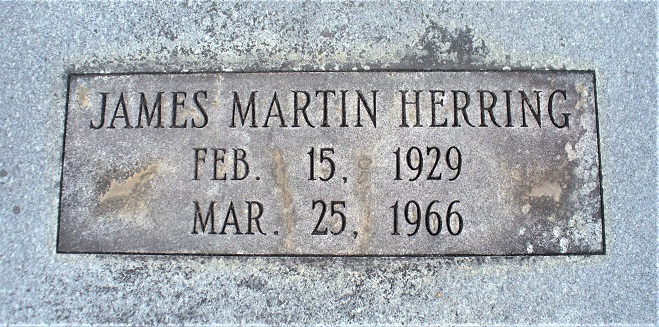 JAMES MARTIN HERRING
FEB. 15, 1929
MAR. 25, 1966